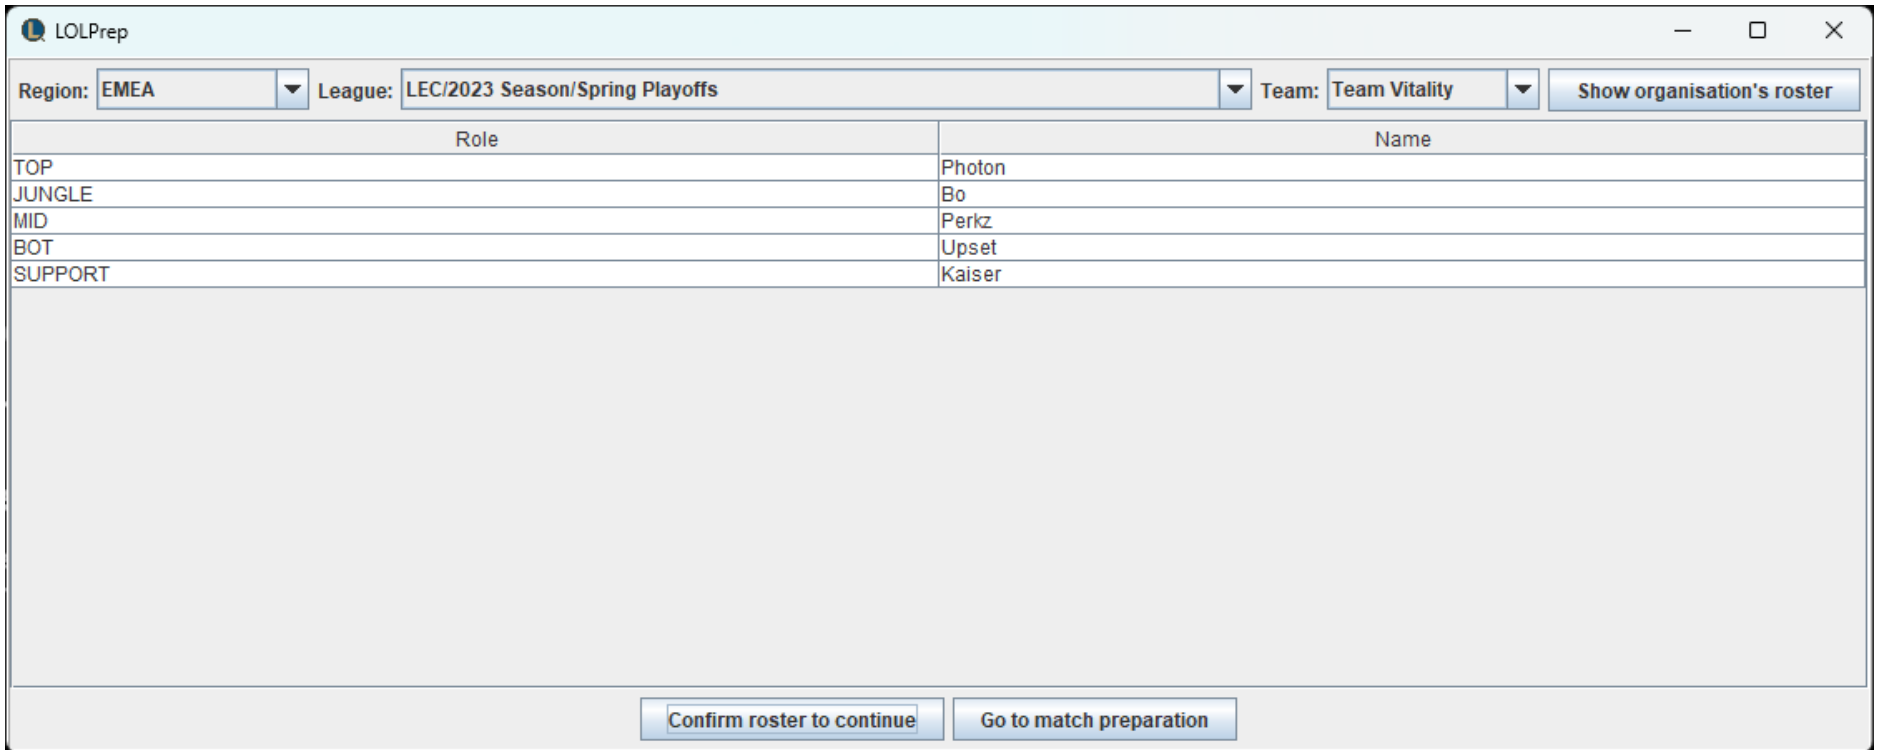 LOLPrep
Region: EMEA League: LEC/2023 Season/Spring Playoffs Team: Team Vitality Show organisation's roster
Role Name
TOP Photon
JUNGLE Bo
MID Perkz
BOT Upset
SUPPORT Kaiser
Confirm roster to continue Go to match preparation